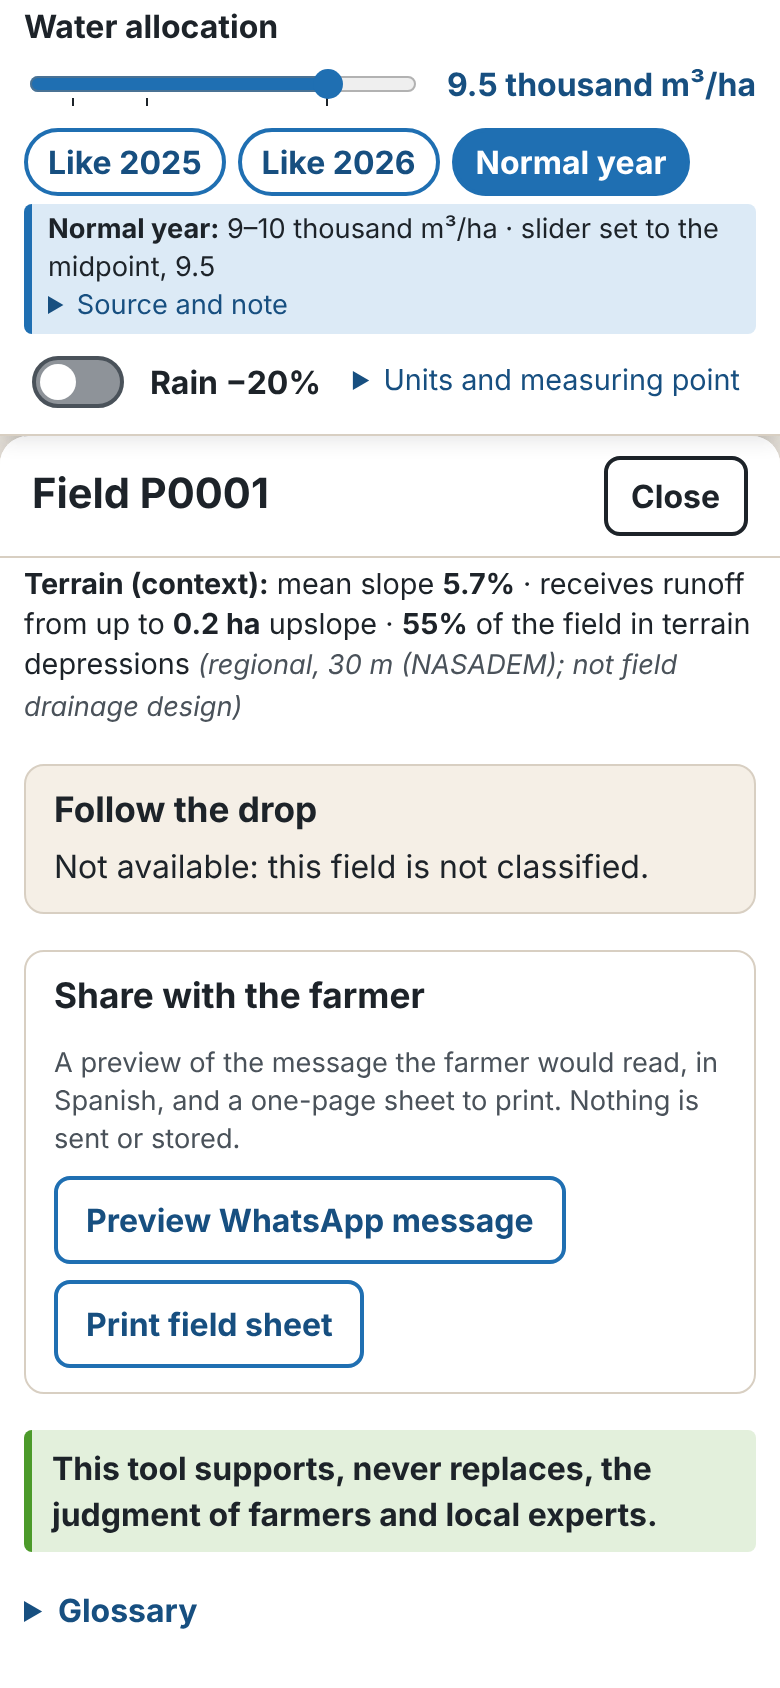 Water allocation
9.5 thousand m³/ha
Like 2025 Like 2026 Normal year
Normal year: 9–10 thousand m³/ha · slider set to the
midpoint, 9.5
Source and note
Rain −20% Units and measuring point
Field P0001 Close
Terrain (context): mean slope 5.7% · receives runoff
from up to 0.2 ha upslope · 55% of the field in terrain
depressions (regional, 30 m (NASADEM); not field
drainage design)
Follow the drop
Not available: this field is not classified.
Share with the farmer
A preview of the message the farmer would read, in
Spanish, and a one-page sheet to print. Nothing is
sent or stored.
Preview WhatsApp message
Print field sheet
This tool supports, never replaces, the
judgment of farmers and local experts.
Glossary